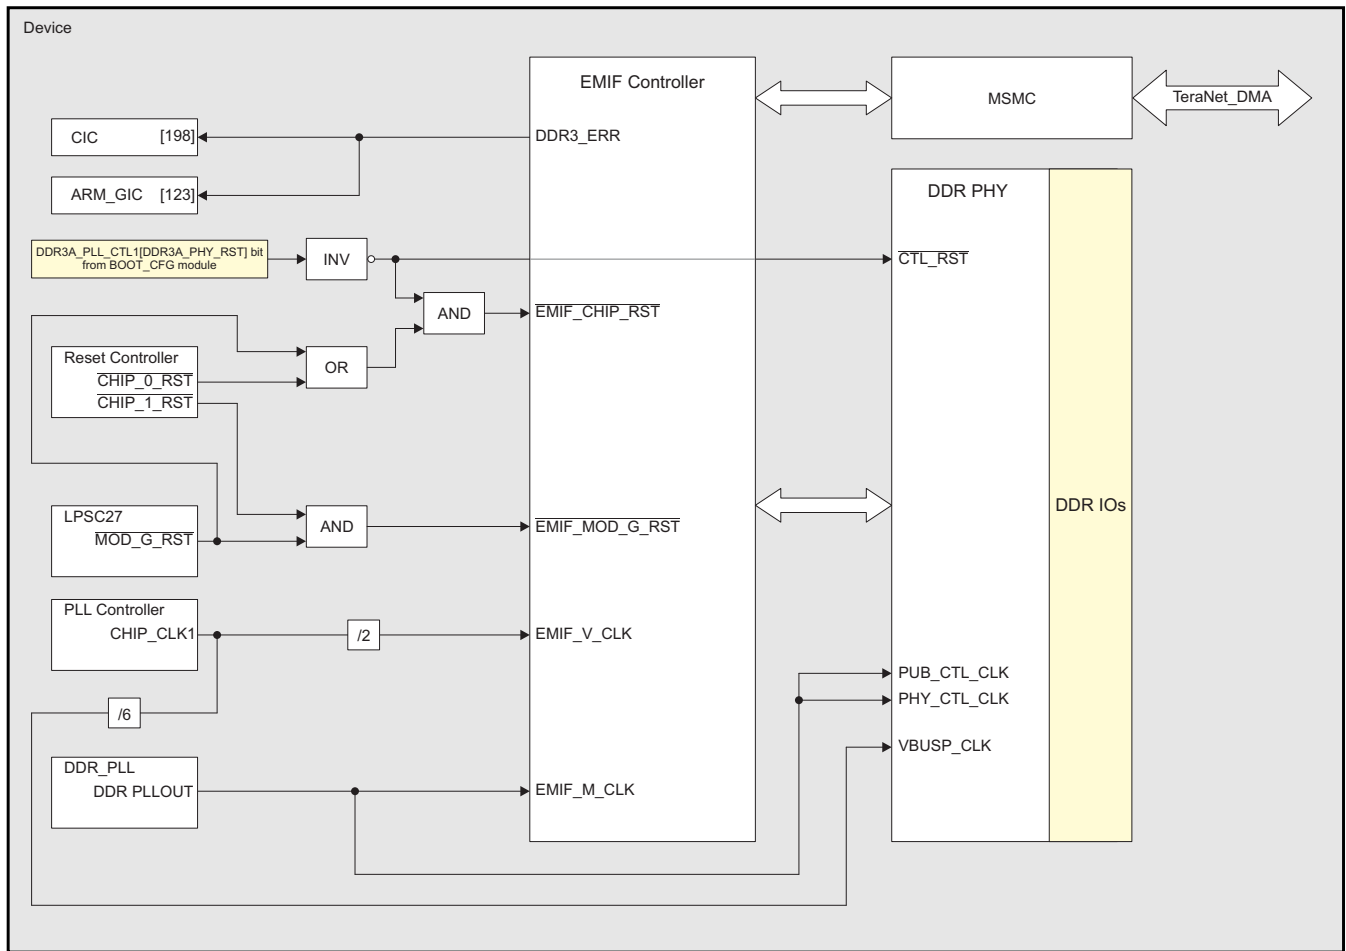 Device
EMIF Controller
MSMC
TeraNet_DMA
CIC [198]
DDR3_ERR
ARM_GIC [123]
DDR PHY
DDR3A_PLL_CTL1[DDR3A_PHY_RST] bit
from BOOT_CFG module
INV
CTL_RST
AND
EMIF_CHIP_RST
Reset Controller
CHIP_0_RST
CHIP_1_RST
OR
LPSC27
MOD_G_RST
AND
EMIF_MOD_G_RST
DDR IOs
PLL Controller
CHIP_CLK1
/2
EMIF_V_CLK
/6
PUB_CTL_CLK
PHY_CTL_CLK
VBUSP_CLK
DDR_PLL
DDR PLLOUT
EMIF_M_CLK